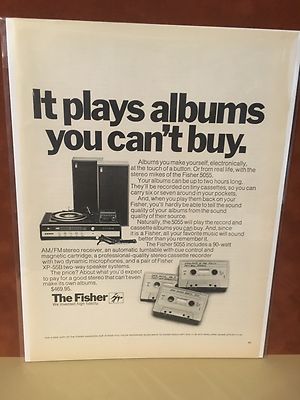 It plays albums
you can't buy.
Albums you make yourself, electronically,
at the touch of a button. Or from real life, with the
stereo mikes of the Fisher 5055.
Your albums can be up to two hours long.
They'll be recorded on tiny cassettes, so you can
carry six or seven around in your pockets.
And, when you play them back on your
Fisher, you'll hardly be able to tell the sound
quality of your albums from the sound
quality of their source.
Naturally, the 5055 will play the record and
cassette albums you can buy. And, since
it is a Fisher, all your favorite music will sound
better than you remember it.
The Fisher 5055 includes a 90-watt
AM/FM stereo receiver, an automatic turntable with cue control and
magnetic cartridge, a professional-quality stereo cassette recorder
with two dynamic microphones, and a pair of Fisher
XP-55B two-way speaker systems.
The price? About what you'd expect
to pay for a good stereo that can't even
make its own albums.
$469.95.
The Fisher